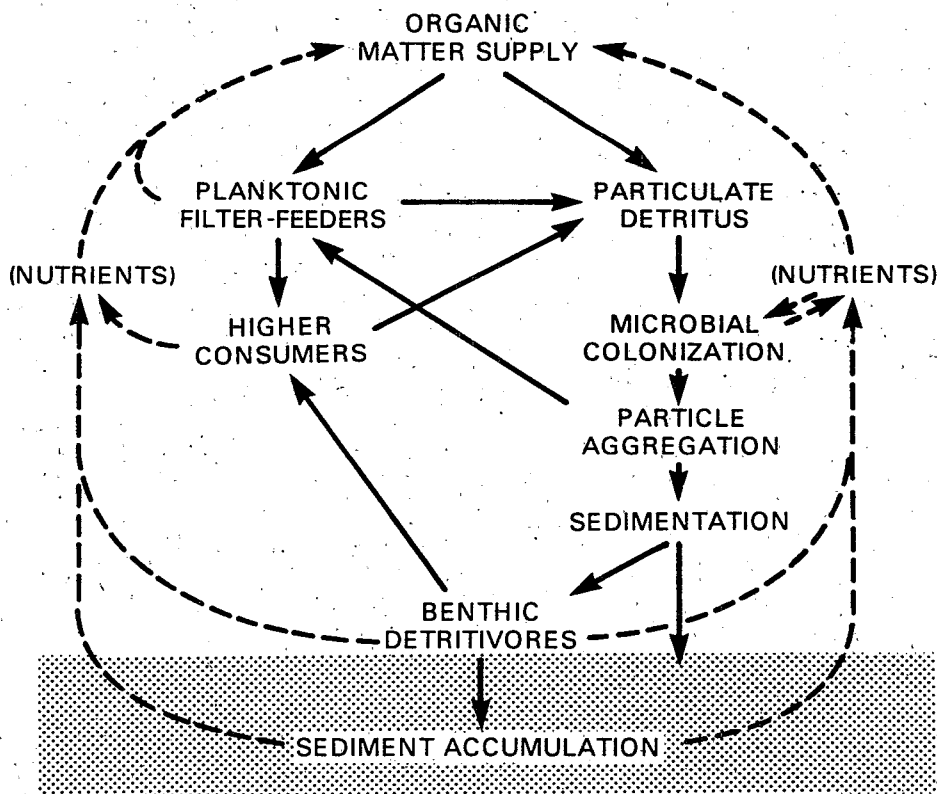 ORGANIC
MATTER SUPPLY
PLANKTONIC
FILTER-FEEDERS
PARTICULATE
DETRITUS
(NUTRIENTS)
(NUTRIENTS)
HIGHER
CONSUMERS
MICROBIAL
COLONIZATION
PARTICLE
AGGREGATION
SEDIMENTATION
BENTHIC
DETRITIVORES
SEDIMENT ACCUMULATION